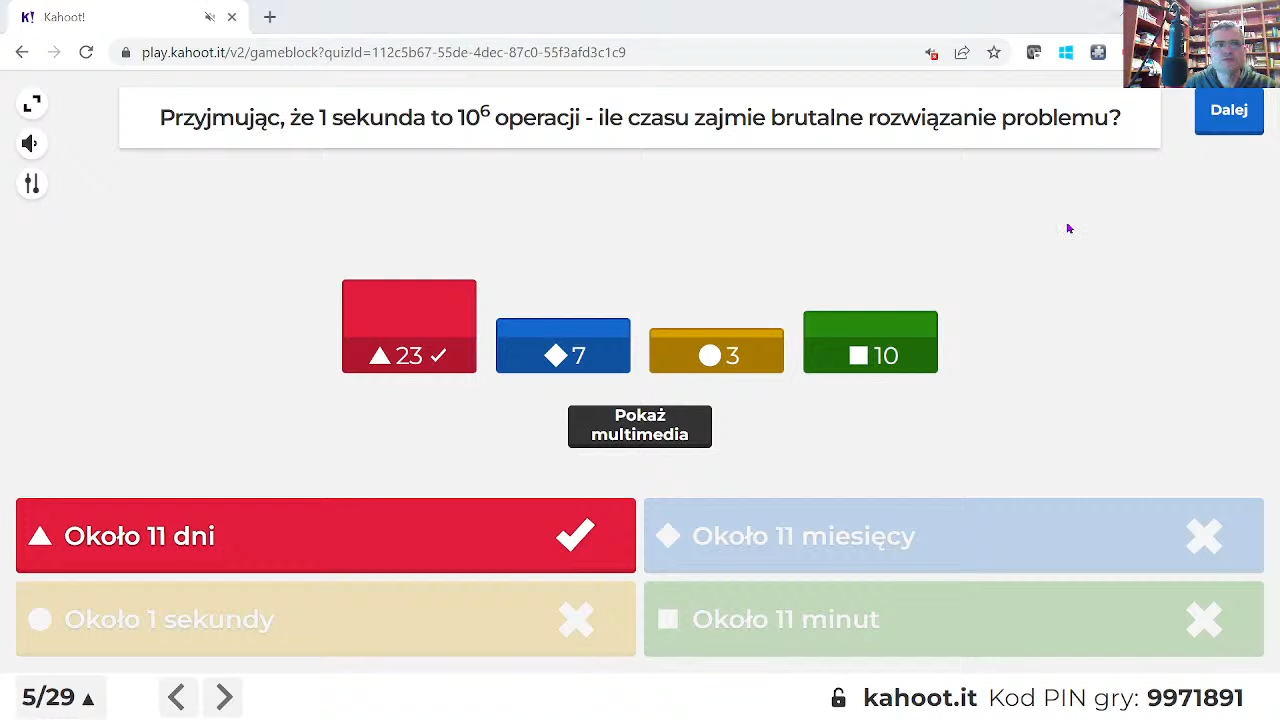 Kahoot!
play.kahoot.it/v2/gameblock?quizId=112c5b67-55de-4dec-87c0-55f3afd3c1c9
Przyjmując, że 1 sekunda to 10⁶ operacji - ile czasu zajmie brutalne rozwiązanie problemu?
Dalej
23
7
3
10
Pokaż
multimedia
Około 11 dni
Około 11 miesięcy
Około 1 sekundy
Około 11 minut
5/29
kahoot.it Kod PIN gry: 9971891